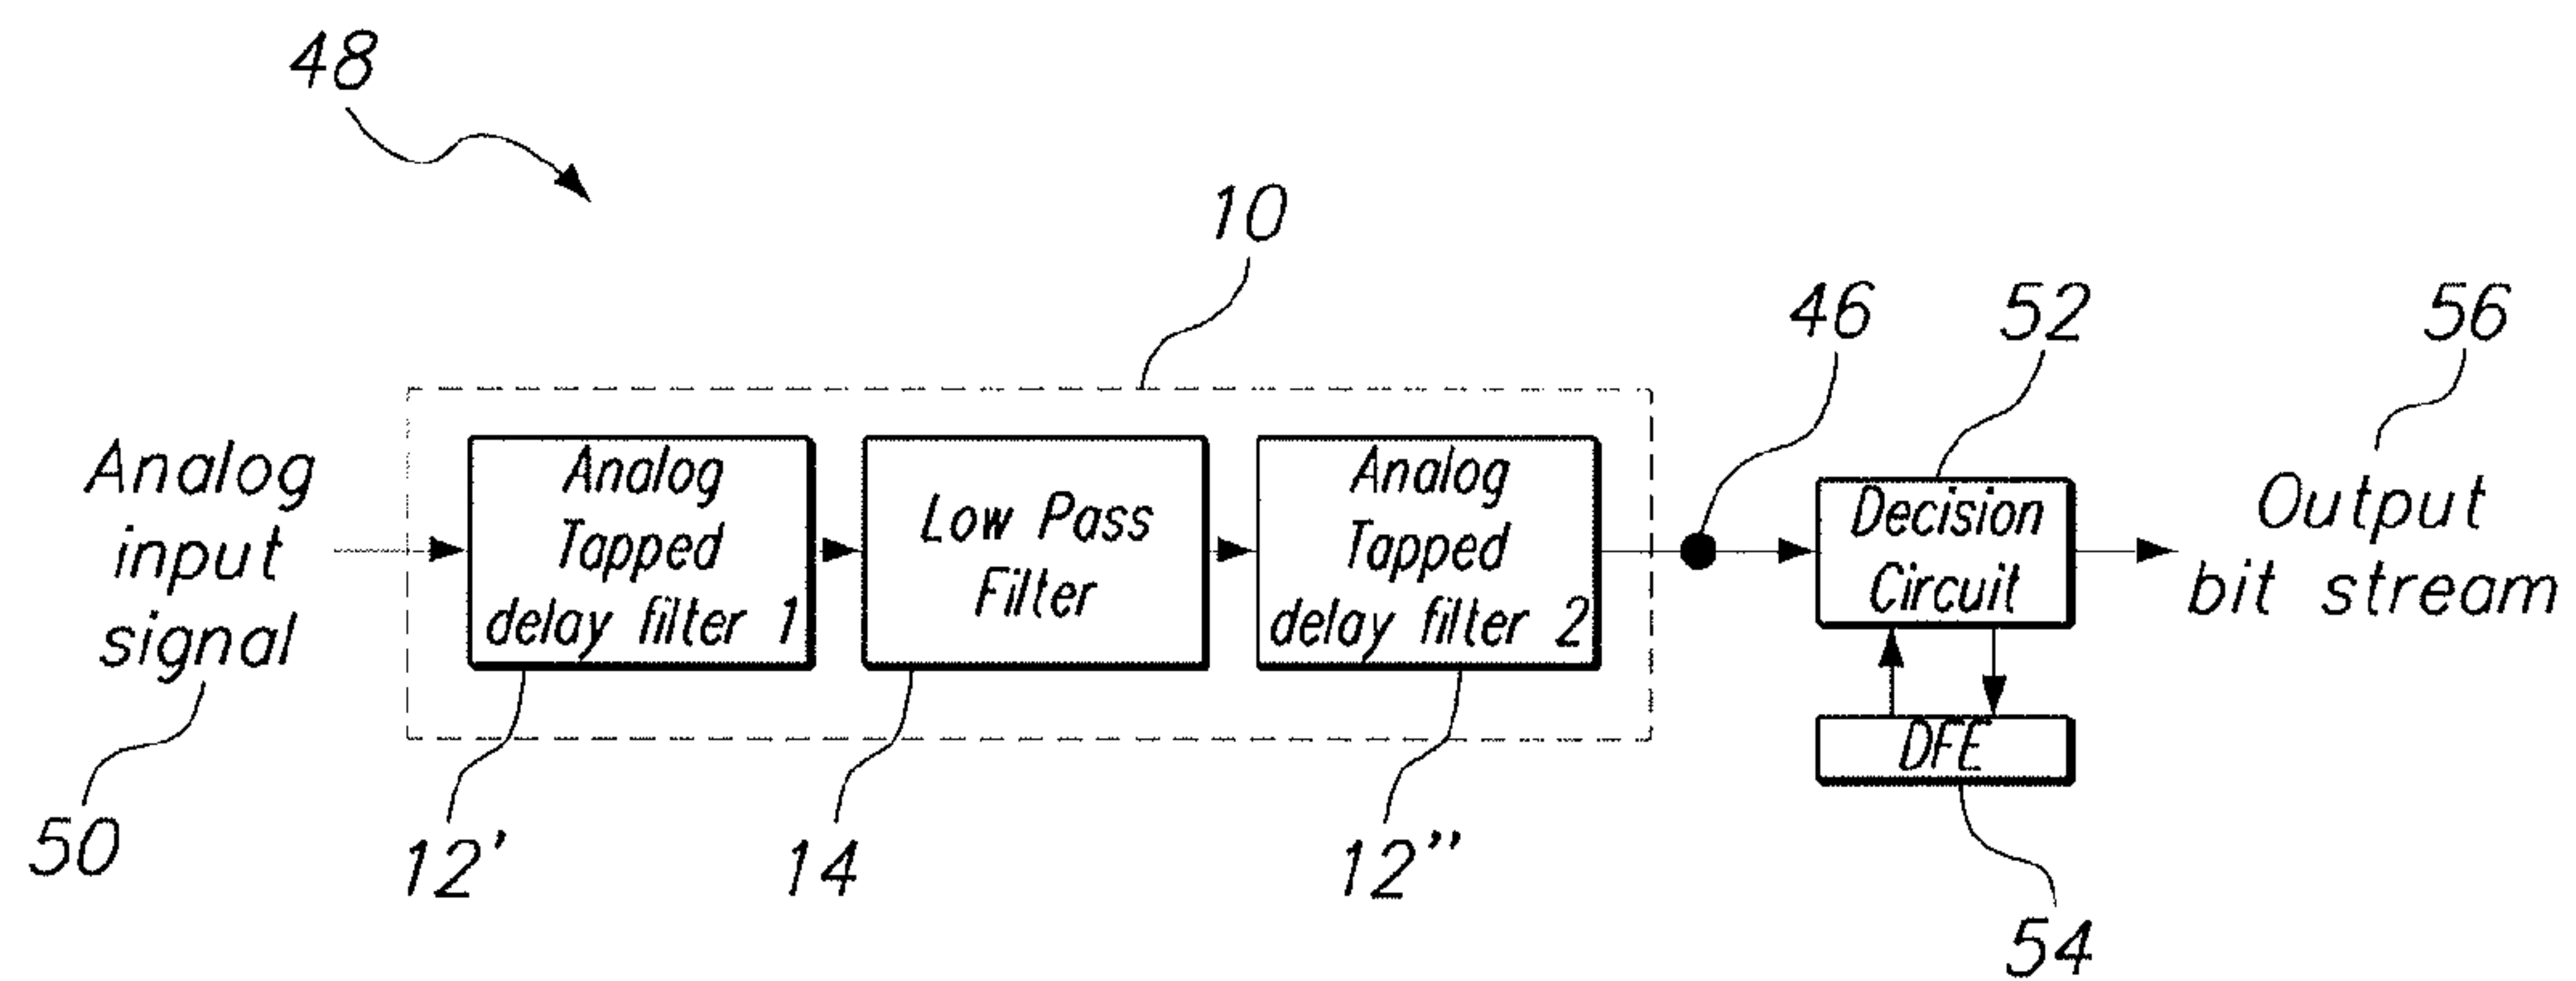 48
10
46
52
56
Analog
input
signal
Analog
Tapped
delay filter 1
Low Pass
Filter
Analog
Tapped
delay filter 2
Decision
Circuit
Output
bit stream
DFE
50
12'
14
12"
54